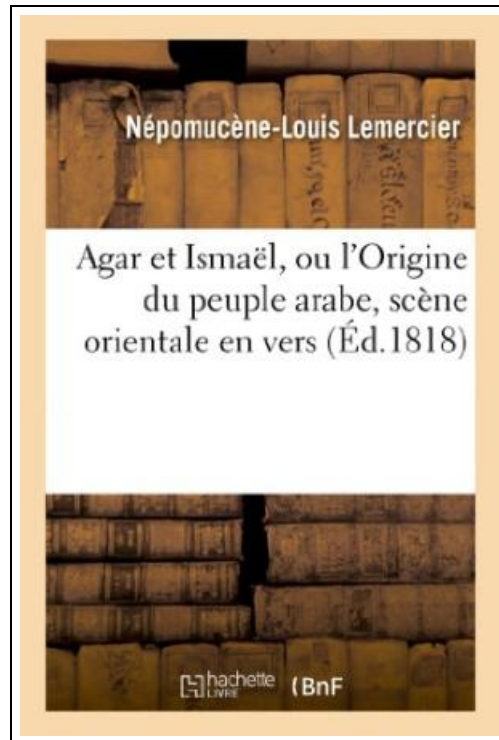 Népomucène-Louis Lemercier
Agar et Ismaël, ou l'Origine
du peuple arabe, scène
orientale en vers (Éd.1818)
hachette
LIVRE
(BnF